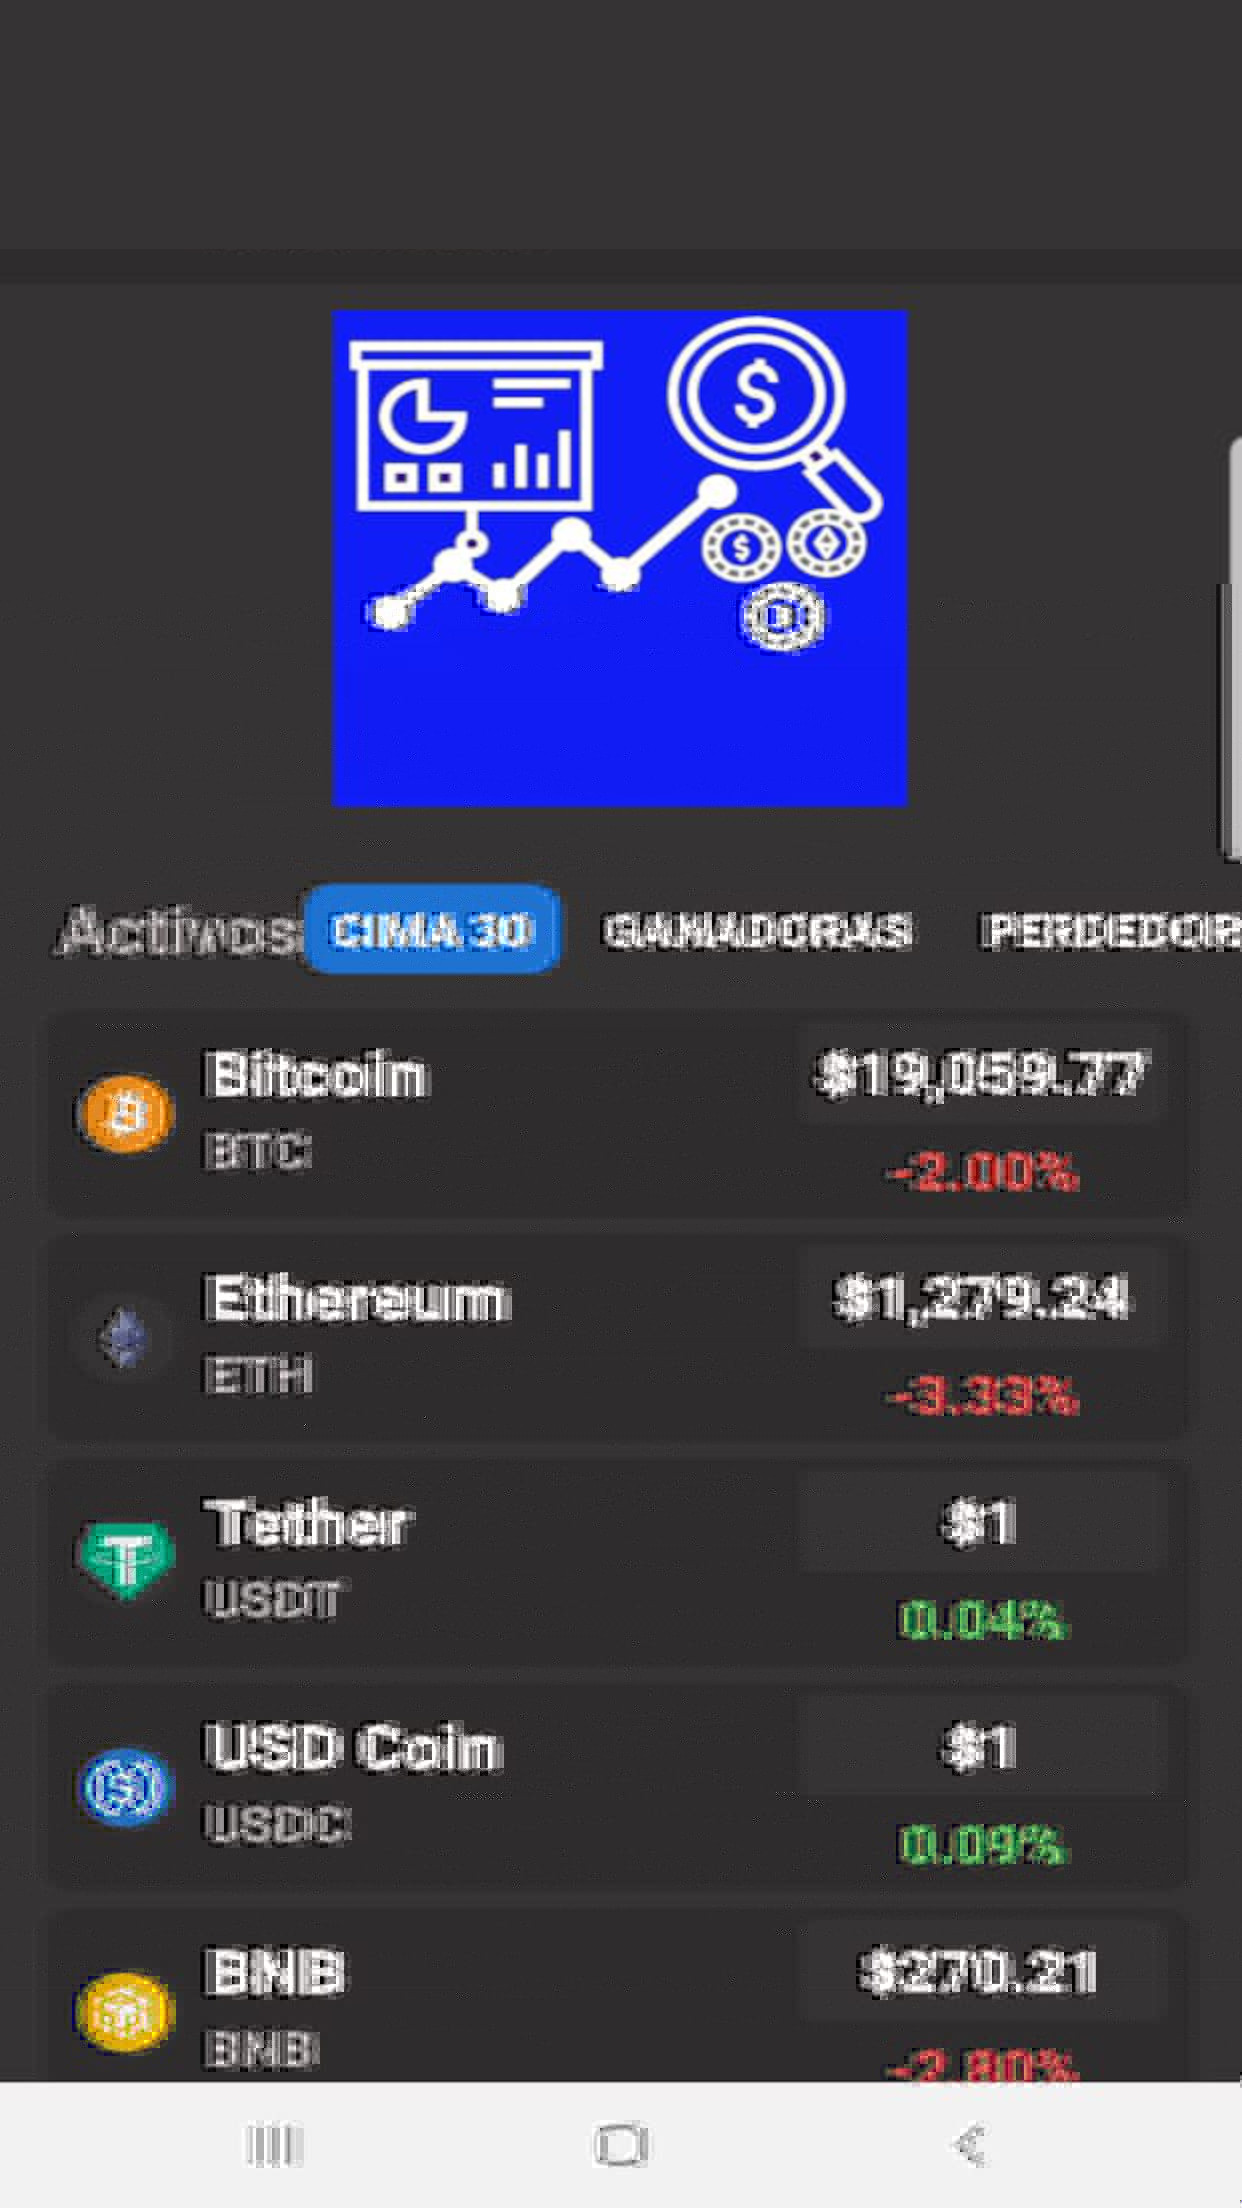 Activos CIMA 30 GANADORAS PERDEDOR
Bitcoin $19,059.77
BTC -2.00%
Ethereum $1,279.24
ETH -3.33%
Tether $1
USDT 0.04%
USD Coin $1
USDC 0.09%
BNB $270.21
BNB -2.80%